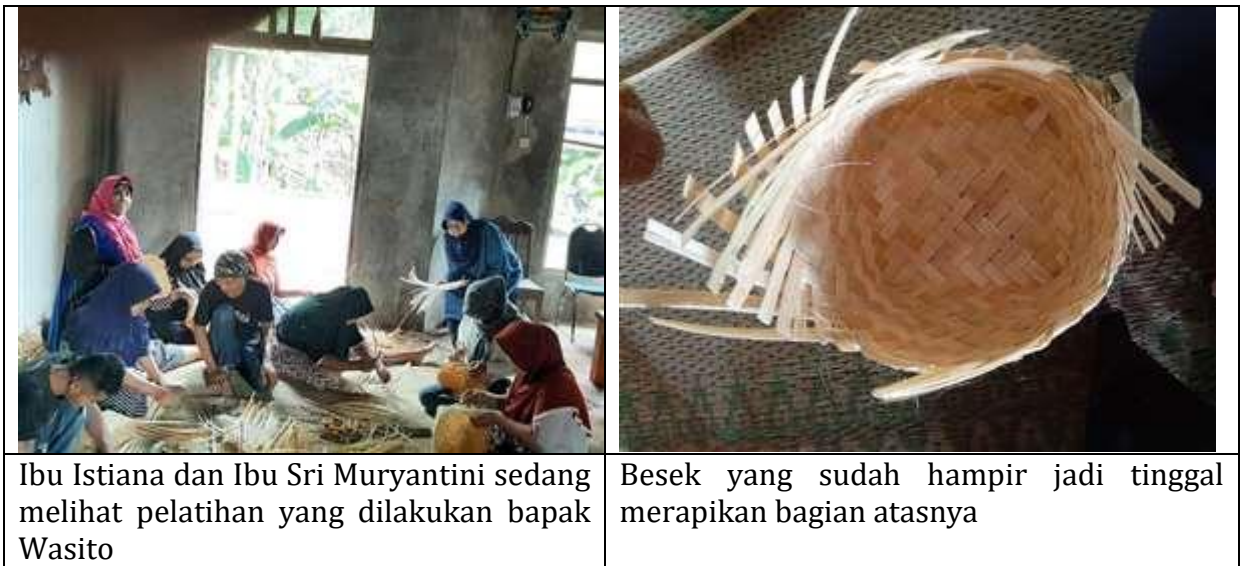 Ibu Istiana dan Ibu Sri Muryantini sedang
melihat pelatihan yang dilakukan bapak
Wasito
Besek yang sudah hampir jadi tinggal
merapikan bagian atasnya